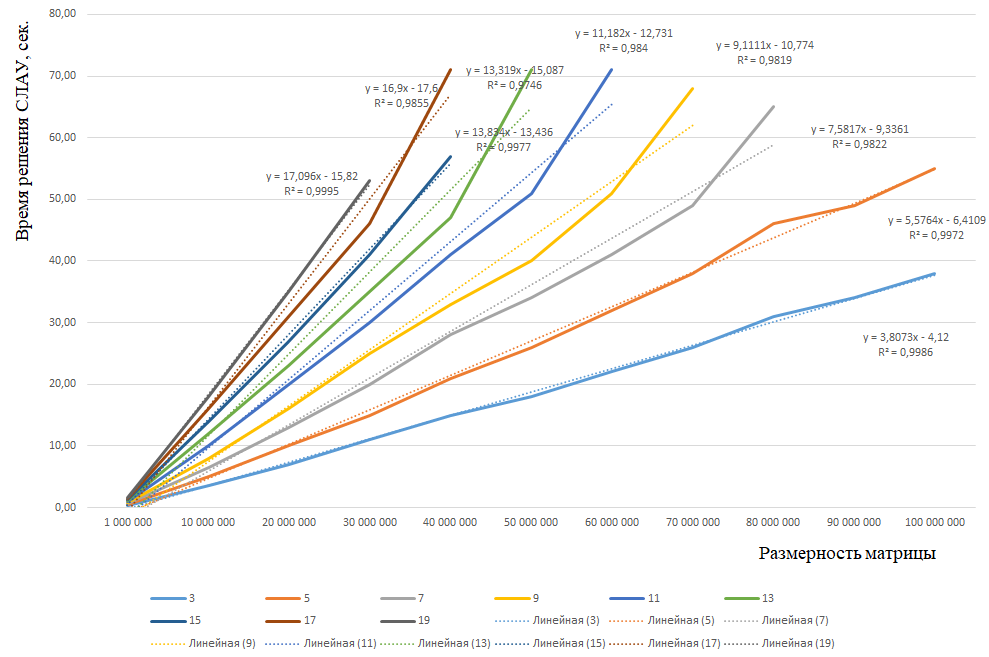 Время решения СЛАУ, сек.
80,00
70,00
60,00
50,00
40,00
30,00
20,00
10,00
0,00
y = 11,182x - 12,731
R² = 0,984
y = 9,1111x - 10,774
R² = 0,9819
y = 13,319x - 15,087
R² = 0,9746
y = 16,9x - 17,6
R² = 0,9855
y = 13,834x - 13,436
R² = 0,9977
y = 7,5817x - 9,3361
R² = 0,9822
y = 17,096x - 15,82
R² = 0,9995
y = 5,5764x - 6,4109
R² = 0,9972
y = 3,8073x - 4,12
R² = 0,9986
1 000 000 10 000 000 20 000 000 30 000 000 40 000 000 50 000 000 60 000 000 70 000 000 80 000 000 90 000 000 100 000 000
Размерность матрицы
3 5 7 9 11 13
15 17 19 Линейная (3) Линейная (5) Линейная (7)
Линейная (9) Линейная (11) Линейная (13) Линейная (15) Линейная (17) Линейная (19)